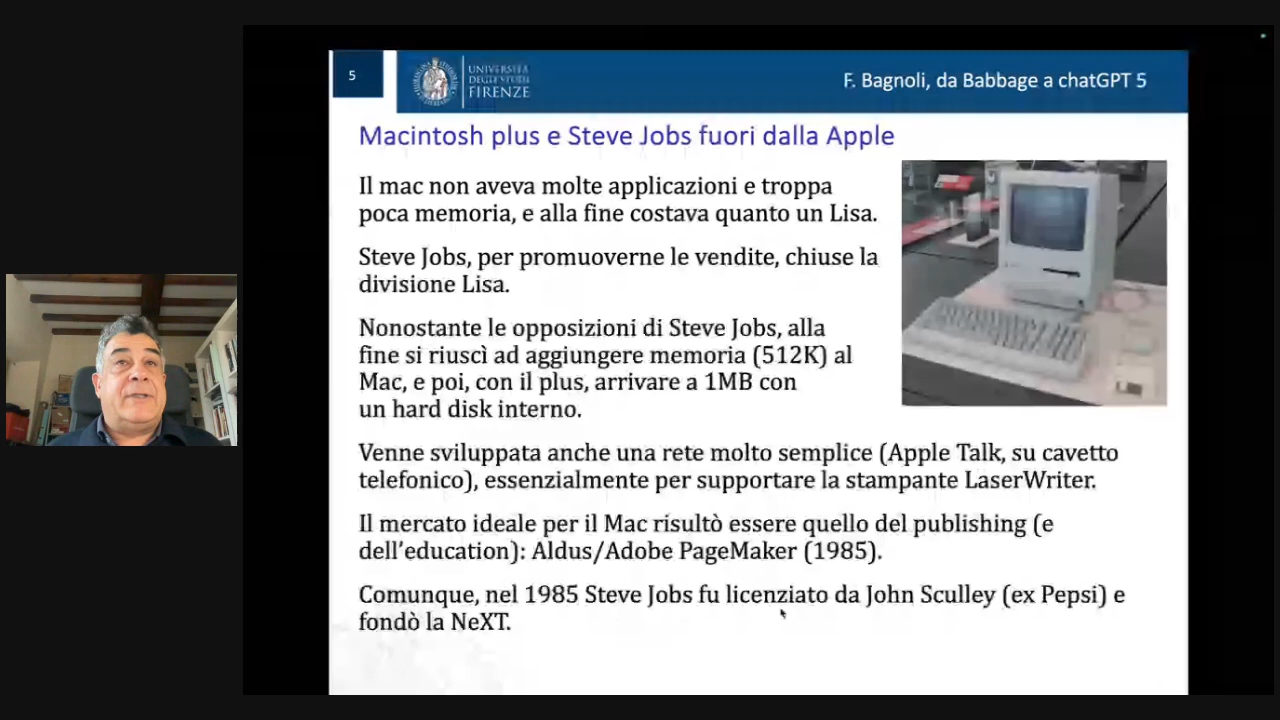 5
UNIVERSITÀ
DEGLI STUDI
FIRENZE
F. Bagnoli, da Babbage a chatGPT 5
Macintosh plus e Steve Jobs fuori dalla Apple
Il mac non aveva molte applicazioni e troppa
poca memoria, e alla fine costava quanto un Lisa.
Steve Jobs, per promuoverne le vendite, chiuse la
divisione Lisa.
Nonostante le opposizioni di Steve Jobs, alla
fine si riuscì ad aggiungere memoria (512K) al
Mac, e poi, con il plus, arrivare a 1MB con
un hard disk interno.
Venne sviluppata anche una rete molto semplice (Apple Talk, su cavetto
telefonico), essenzialmente per supportare la stampante LaserWriter.
Il mercato ideale per il Mac risultò essere quello del publishing (e
dell'education): Aldus/Adobe PageMaker (1985).
Comunque, nel 1985 Steve Jobs fu licenziato da John Sculley (ex Pepsi) e
fondò la NeXT.